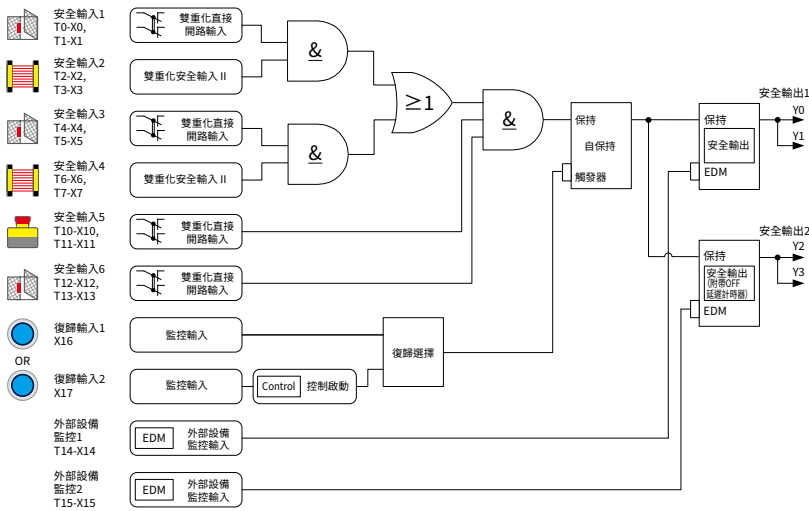 安全輸入1
T0-X0,
T1-X1
雙重化直接
開路輸入
安全輸入2
T2-X2,
T3-X3
雙重化安全輸入 II
&
安全輸入3
T4-X4,
T5-X5
雙重化直接
開路輸入
安全輸入4
T6-X6,
T7-X7
雙重化安全輸入 II
&
≥1
&
安全輸入5
T10-X10,
T11-X11
雙重化直接
開路輸入
安全輸入6
T12-X12,
T13-X13
雙重化直接
開路輸入
保持
自保持
觸發器
安全輸出1
保持
安全輸出
EDM
Y0
Y1
安全輸出2
保持
安全輸出
(附帶OFF
延遲計時器)
EDM
Y2
Y3
復歸輸入1
X16
監控輸入
OR
復歸輸入2
X17
監控輸入
Control 控制啟動
復歸選擇
外部設備
監控1
T14-X14
EDM
外部設備
監控輸入
外部設備
監控2
T15-X15
EDM
外部設備
監控輸入